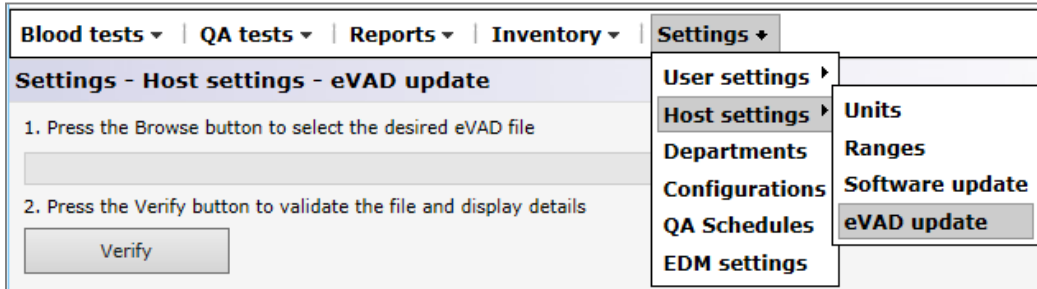 Blood tests | QA tests | Reports | Inventory | Settings
Settings - Host settings - eVAD update
1. Press the Browse button to select the desired eVAD file
2. Press the Verify button to validate the file and display details
Verify
User settings
Host settings
Departments
Configurations
QA Schedules
EDM settings
Units
Ranges
Software update
eVAD update